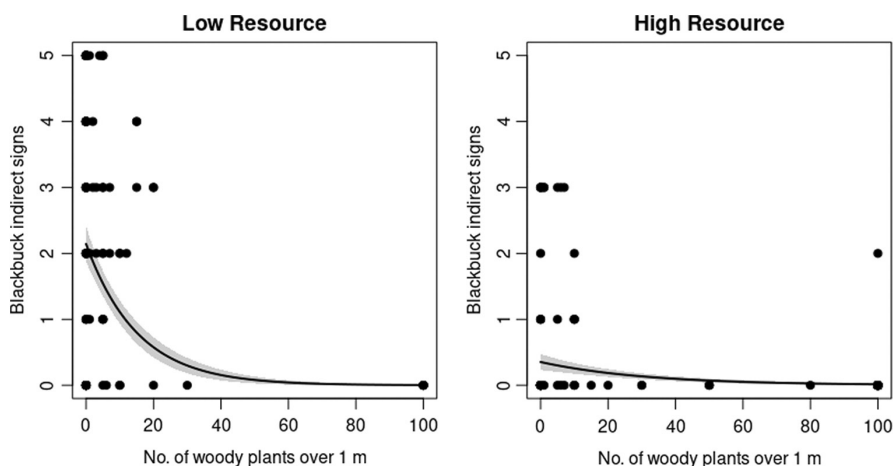 Low Resource
Blackbuck indirect signs
5
4
3
2
1
0
0 20 40 60 80 100
No. of woody plants over 1 m
High Resource
Blackbuck indirect signs
5
4
3
2
1
0
0 20 40 60 80 100
No. of woody plants over 1 m